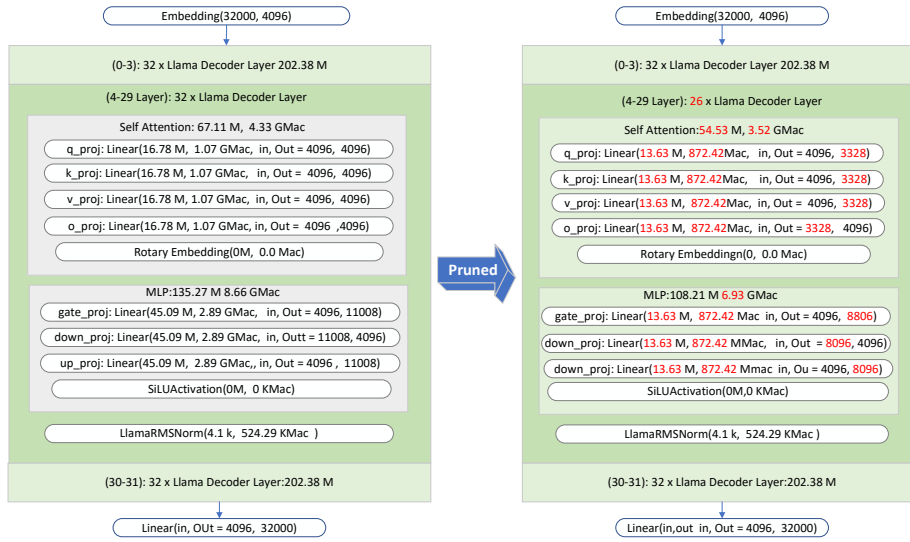 Embedding(32000, 4096)
(0-3): 32 x Llama Decoder Layer 202.38 M
(4-29 Layer): 32 x Llama Decoder Layer
Self Attention: 67.11 M, 4.33 GMac
q_proj: Linear(16.78 M, 1.07 GMac, in, Out = 4096, 4096)
k_proj: Linear(16.78 M, 1.07 GMac, in, Out = 4096, 4096)
v_proj: Linear(16.78 M, 1.07 GMac, in, Out = 4096, 4096)
o_proj: Linear(16.78 M, 1.07 GMac, in, Out = 4096 ,4096)
Rotary Embedding(0M, 0.0 Mac)
MLP:135.27 M 8.66 GMac
gate_proj: Linear(45.09 M, 2.89 GMac, in, Out = 4096, 11008)
down_proj: Linear(45.09 M, 2.89 GMac, in, Outt = 11008, 4096)
up_proj: Linear(45.09 M, 2.89 GMac,, in, Out = 4096 , 11008)
SiLUActivation(0M, 0 KMac)
LlamaRMSNorm(4.1 k, 524.29 KMac )
(30-31): 32 x Llama Decoder Layer:202.38 M
Linear(in, OUt = 4096, 32000)
Pruned
Embedding(32000, 4096)
(0-3): 32 x Llama Decoder Layer 202.38 M
(4-29 Layer): 26 x Llama Decoder Layer
Self Attention:54.53 M, 3.52 GMac
q_proj: Linear(13.63 M, 872.42Mac, in, Out = 4096, 3328)
k_proj: Linear(13.63 M, 872.42Mac, in, Out = 4096, 3328)
v_proj: Linear(13.63 M, 872.42Mac, in, Out = 4096, 3328)
o_proj: Linear(13.63 M, 872.42Mac, in, Out = 3328, 4096)
Rotary Embeddingn(0, 0.0 Mac)
MLP:108.21 M 6.93 GMac
gate_proj: Linear(13.63 M, 872.42 Mac in, Out = 4096, 8806)
down_proj: Linear(13.63 M, 872.42 MMac, in, Out = 8096, 4096)
down_proj: Linear(13.63 M, 872.42 Mmac in, Ou = 4096, 8096)
SiLUActivation(0M,0 KMac)
LlamaRMSNorm(4.1 k, 524.29 KMac )
(30-31): 32 x Llama Decoder Layer:202.38 M
Linear(in,out in, Out = 4096, 32000)